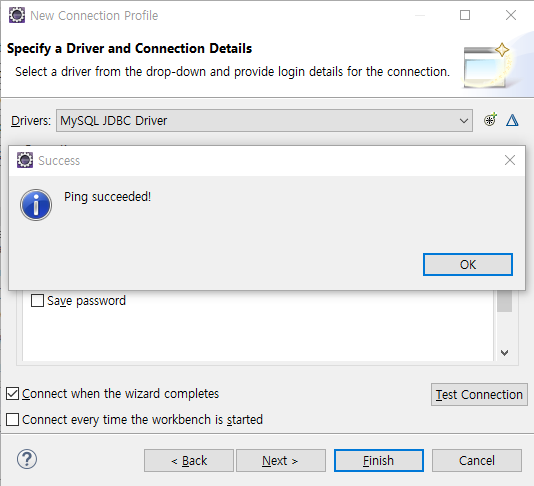 New Connection Profile
Specify a Driver and Connection Details
Select a driver from the drop-down and provide login details for the connection.
Drivers: MySQL JDBC Driver
Success
Ping succeeded!
OK
Save password
Connect when the wizard completes
Test Connection
Connect every time the workbench is started
< Back Next > Finish Cancel